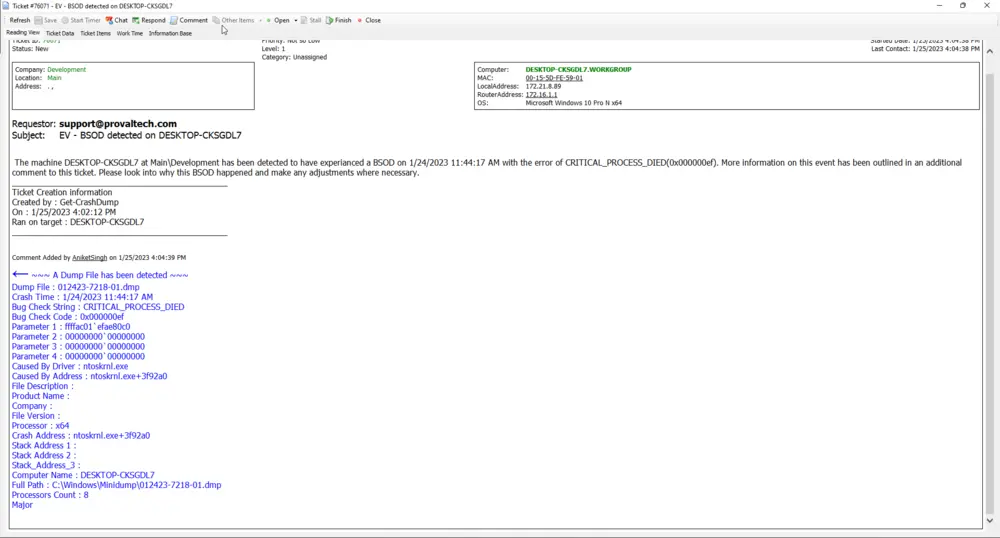 Ticket #76071 - EV - BSOD detected on DESKTOP-CKSGDL7
Refresh Save Start Timer Chat Respond Comment Other Items Open Stall Finish Close
Reading View Ticket Data Ticket Items Work Time Information Base
Ticket ID: 76071 Priority: Not so Low Started Date: 1/25/2023 4:04:38 PM
Status: New Level: 1 Last Contact: 1/25/2023 4:04:38 PM
Category: Unassigned
Company: Development
Location: Main
Address: , ,
Computer: DESKTOP-CKSGDL7.WORKGROUP
MAC: 00-15-5D-FE-59-01
LocalAddress: 172.21.8.89
RouterAddress: 172.16.1.1
OS: Microsoft Windows 10 Pro N x64
Requestor: support@provaltech.com
Subject: EV - BSOD detected on DESKTOP-CKSGDL7
The machine DESKTOP-CKSGDL7 at Main\Development has been detected to have experianced a BSOD on 1/24/2023 11:44:17 AM with the error of CRITICAL_PROCESS_DIED(0x000000ef). More information on this event has been outlined in an additional
comment to this ticket. Please look into why this BSOD happened and make any adjustments where necessary.
Ticket Creation information
Created by : Get-CrashDump
On : 1/25/2023 4:02:12 PM
Ran on target : DESKTOP-CKSGDL7
Comment Added by AniketSingh on 1/25/2023 4:04:39 PM
~~~ A Dump File has been detected ~~~
Dump File : 012423-7218-01.dmp
Crash Time : 1/24/2023 11:44:17 AM
Bug Check String : CRITICAL_PROCESS_DIED
Bug Check Code : 0x000000ef
Parameter 1 : ffffac01`efae80c0
Parameter 2 : 00000000`00000000
Parameter 3 : 00000000`00000000
Parameter 4 : 00000000`00000000
Caused By Driver : ntoskrnl.exe
Caused By Address : ntoskrnl.exe+3f92a0
File Description :
Product Name :
Company :
File Version :
Processor : x64
Crash Address : ntoskrnl.exe+3f92a0
Stack Address 1 :
Stack Address 2 :
Stack_Address_3 :
Computer Name : DESKTOP-CKSGDL7
Full Path : C:\Windows\Minidump\012423-7218-01.dmp
Processors Count : 8
Major